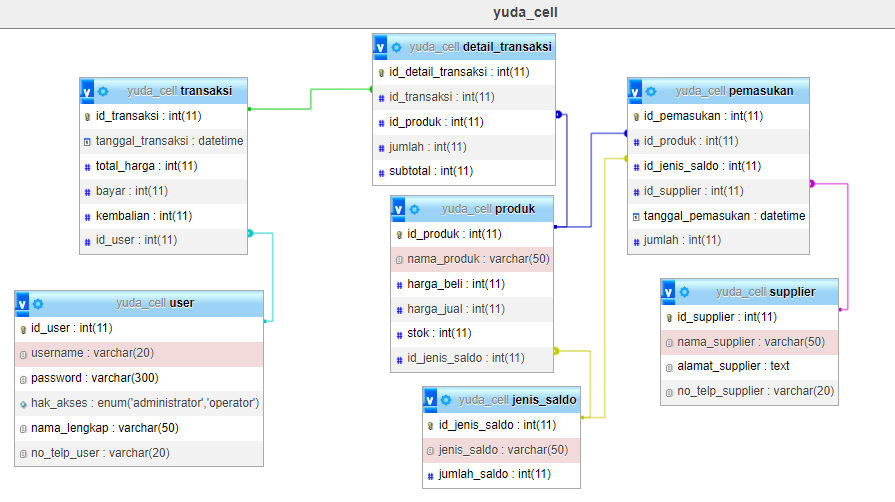 yuda_cell
yuda_cell detail_transaksi
id_detail_transaksi : int(11)
id_transaksi : int(11)
id_produk : int(11)
jumlah : int(11)
subtotal : int(11)
yuda_cell transaksi
id_transaksi : int(11)
tanggal_transaksi : datetime
total_harga : int(11)
bayar : int(11)
kembalian : int(11)
id_user : int(11)
yuda_cell pemasukan
id_pemasukan : int(11)
id_produk : int(11)
id_jenis_saldo : int(11)
id_supplier : int(11)
tanggal_pemasukan : datetime
jumlah : int(11)
yuda_cell produk
id_produk : int(11)
nama_produk : varchar(50)
harga_beli : int(11)
harga_jual : int(11)
stok : int(11)
id_jenis_saldo : int(11)
yuda_cell user
id_user : int(11)
username : varchar(20)
password : varchar(300)
hak_akses : enum('administrator','operator')
nama_lengkap : varchar(50)
no_telp_user : varchar(20)
yuda_cell supplier
id_supplier : int(11)
nama_supplier : varchar(50)
alamat_supplier : text
no_telp_supplier : varchar(20)
yuda_cell jenis_saldo
id_jenis_saldo : int(11)
jenis_saldo : varchar(50)
jumlah_saldo : int(11)